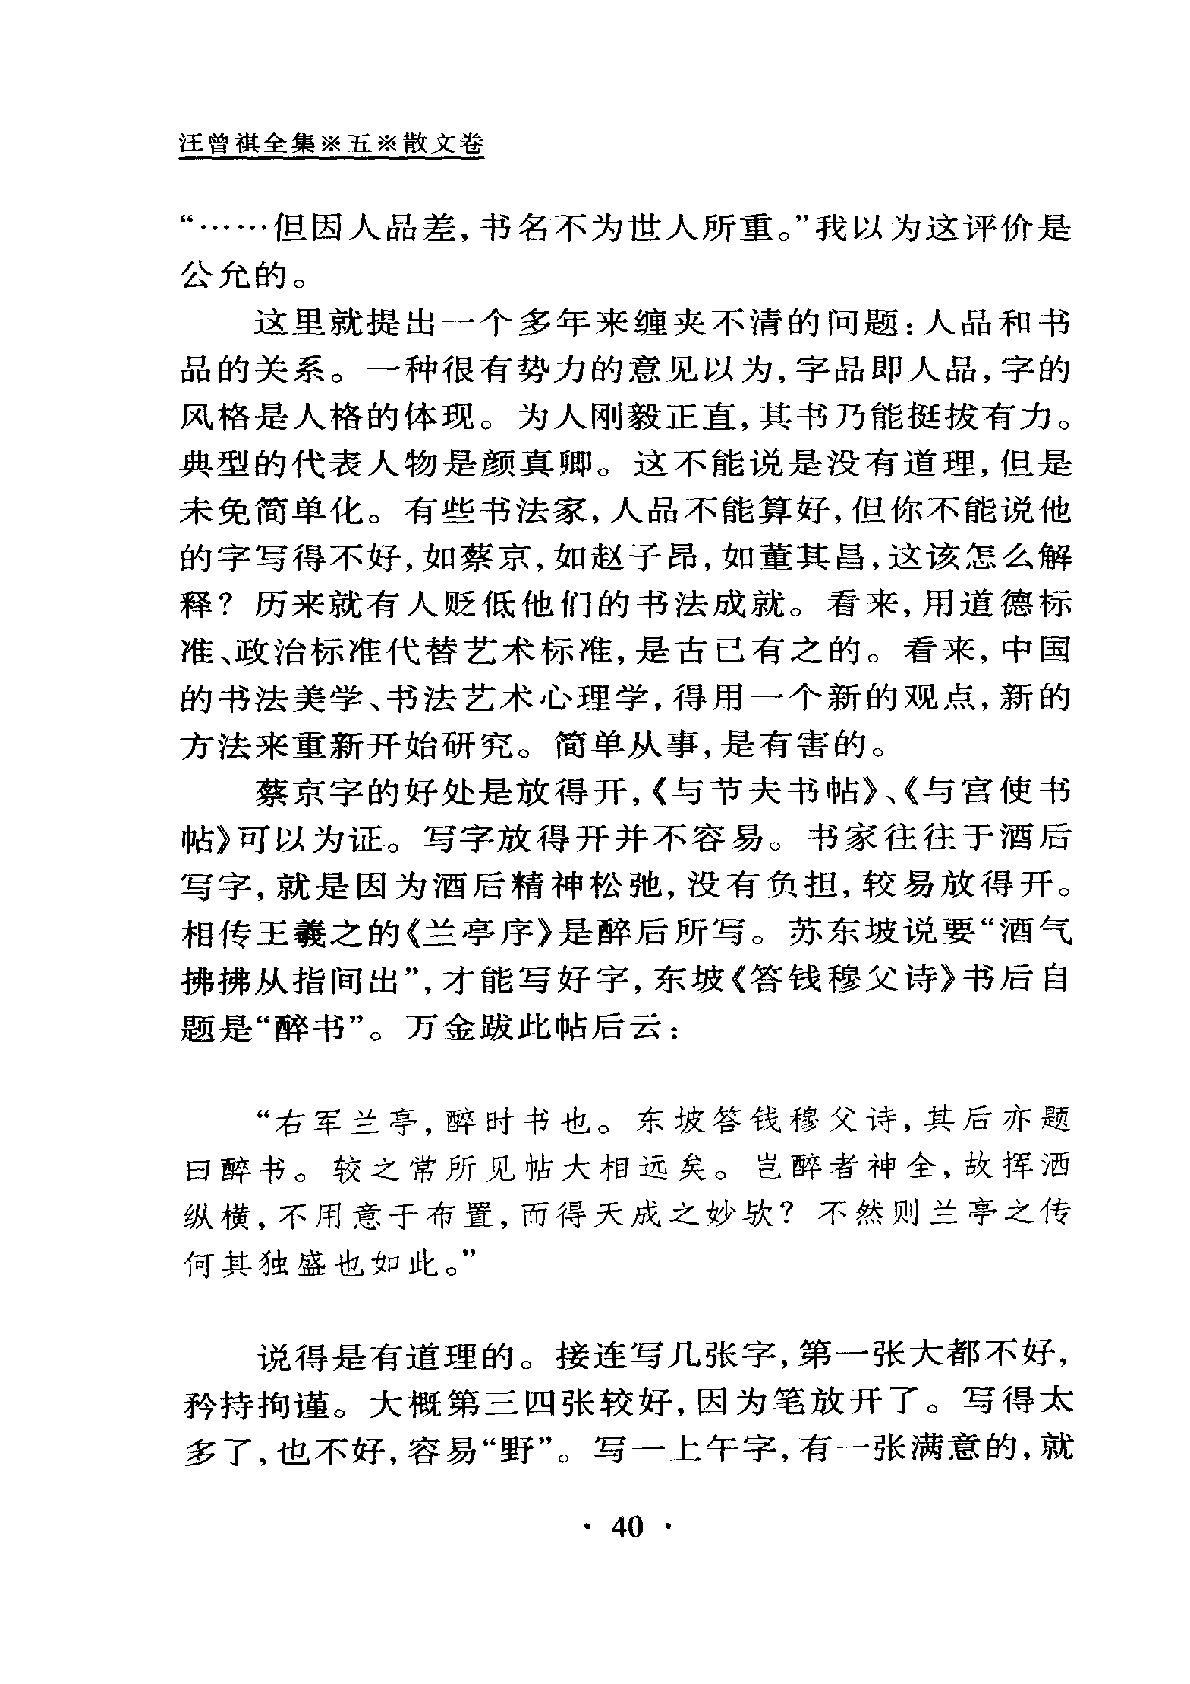 汪曾祺全集※五※散文卷
“……但因人品差，书名不为世人所重。”我以为这评价是
公允的。
这里就提出一个多年来缠夹不清的问题：人品和书
品的关系。一种很有势力的意见以为，字品即人品，字的
风格是人格的体现。为人刚毅正直，其书乃能挺拔有力。
典型的代表人物是颜真卿。这不能说是没有道理，但是
未免简单化。有些书法家，人品不能算好，但你不能说他
的字写得不好，如蔡京，如赵子昂，如董其昌，这该怎么解
释？历来就有人贬低他们的书法成就。看来，用道德标
准、政治标准代替艺术标准，是古已有之的。看来，中国
的书法美学、书法艺术心理学，得用一个新的观点，新的
方法来重新开始研究。简单从事，是有害的。
蔡京字的好处是放得开，《与节夫书帖》、《与宫使书
帖》可以为证。写字放得开并不容易。书家往往于酒后
写字，就是因为酒后精神松弛，没有负担，较易放得开。
相传王羲之的《兰亭序》是醉后所写。苏东坡说要“酒气
拂拂从指间出”，才能写好字，东坡《答钱穆父诗》书后自
题是“醉书”。万金跋此帖后云：
“右军兰亭，醉时书也。东坡答钱穆父诗，其后亦题
曰醉书。较之常所见帖大相远矣。岂醉者神全，故挥洒
纵横，不用意于布置，而得天成之妙欤？不然则兰亭之传
何其独盛也如此。”
说得是有道理的。接连写几张字，第一张大都不好，
矜持拘谨。大概第三四张较好，因为笔放开了。写得太
多了，也不好，容易“野”。写一上午字，有一张满意的，就
· 40 ·